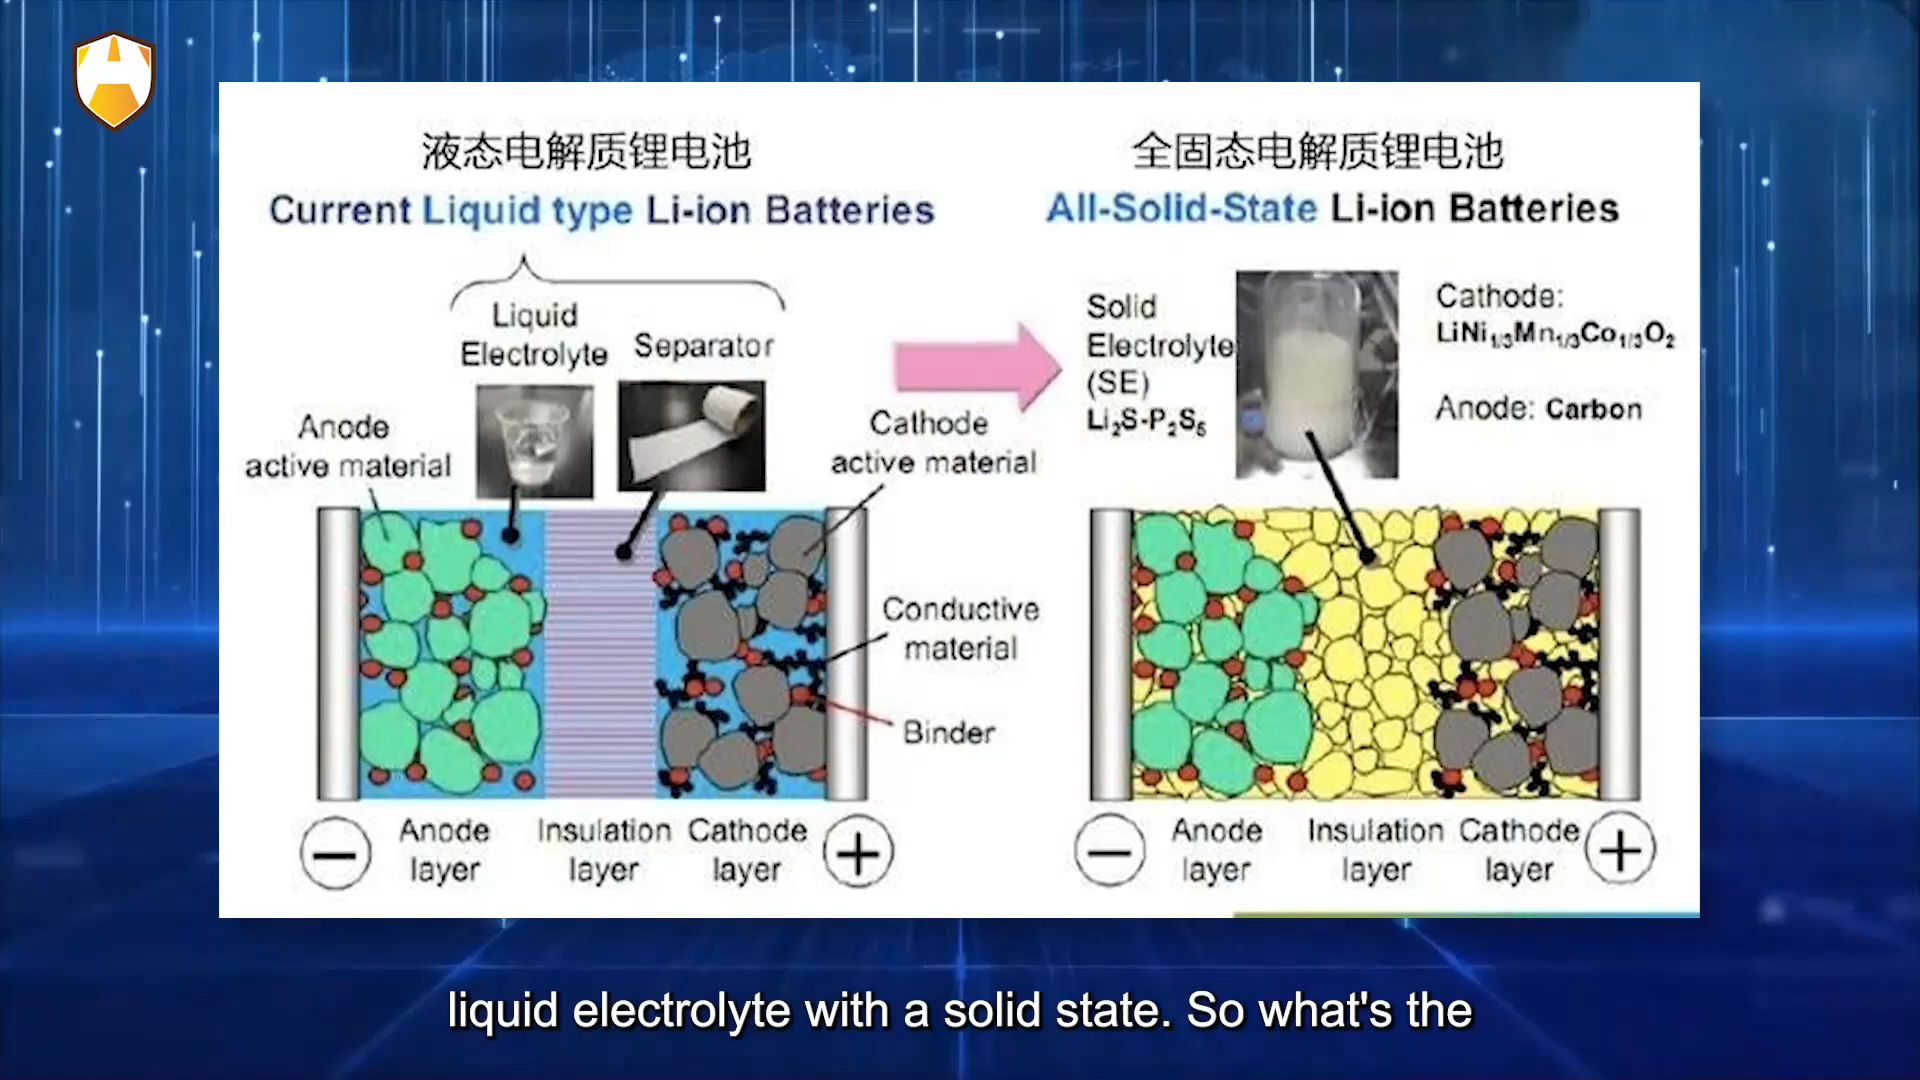 液态电解质锂电池
Current Liquid type Li-ion Batteries
Liquid
Electrolyte
Separator
Anode
active material
Cathode
active material
Conductive
material
Binder
Anode
layer
Insulation
layer
Cathode
layer
全固态电解质锂电池
All-Solid-State Li-ion Batteries
Solid
Electrolyte
(SE)
Li₂S-P₂S₅
Cathode:
LiNi₁/₃Mn₁/₃Co₁/₃O₂
Anode: Carbon
Anode
layer
Insulation
layer
Cathode
layer
liquid electrolyte with a solid state. So what's the